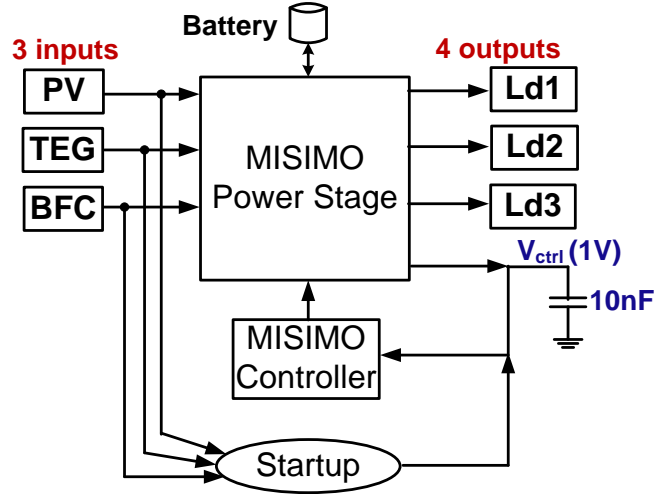 Battery
3 inputs
4 outputs
PV
TEG
BFC
MISIMO
Power Stage
Ld1
Ld2
Ld3
Vctrl (1V)
10nF
MISIMO
Controller
Startup